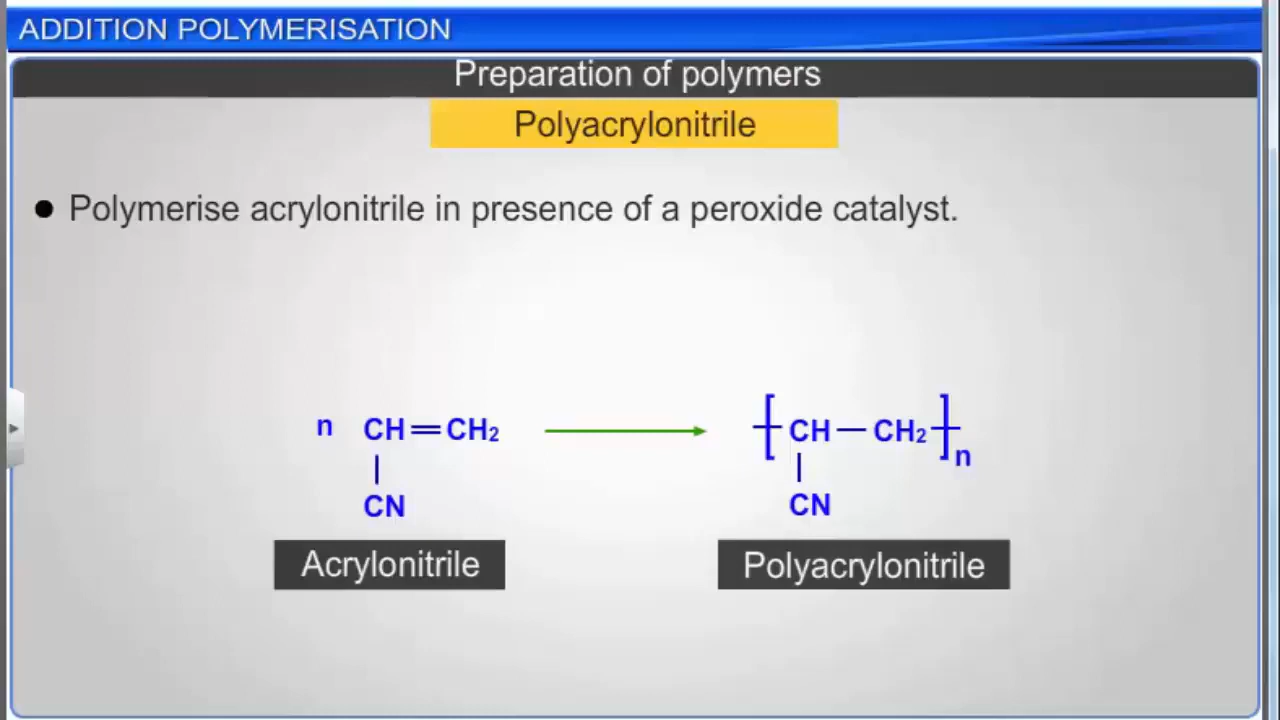 ADDITION POLYMERISATION
Preparation of polymers
Polyacrylonitrile
● Polymerise acrylonitrile in presence of a peroxide catalyst.
n CH=CH₂ → [CH—CH₂]n
| |
CN CN
Acrylonitrile Polyacrylonitrile